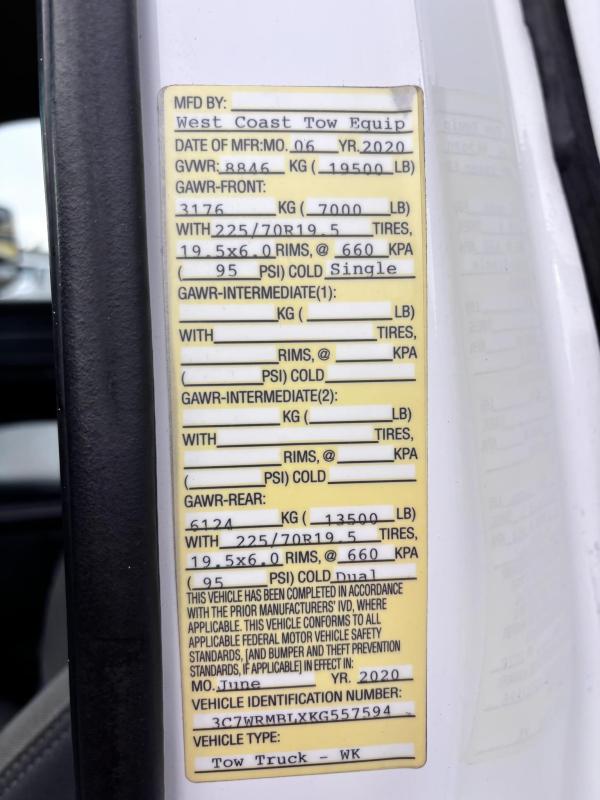 MFD BY:
West Coast Tow Equip
DATE OF MFR:MO. 06 YR. 2020
GVWR: 8846 KG ( 19500 LB)
GAWR-FRONT:
3176 KG ( 7000 LB)
WITH 225/70R19.5 TIRES,
19.5x6.0 RIMS, @ 660 KPA
( 95 PSI) COLD Single
GAWR-INTERMEDIATE(1):
KG ( LB)
WITH TIRES,
RIMS, @ KPA
( PSI) COLD
GAWR-INTERMEDIATE(2):
KG ( LB)
WITH TIRES,
RIMS, @ KPA
( PSI) COLD
GAWR-REAR:
6124 KG ( 13500 LB)
WITH 225/70R19.5 TIRES,
19.5x6.0 RIMS, @ 660 KPA
( 95 PSI) COLD Dual
THIS VEHICLE HAS BEEN COMPLETED IN ACCORDANCE
WITH THE PRIOR MANUFACTURERS' IVD, WHERE
APPLICABLE. THIS VEHICLE CONFORMS TO ALL
APPLICABLE FEDERAL MOTOR VEHICLE SAFETY
STANDARDS, [AND BUMPER AND THEFT PREVENTION
STANDARDS, IF APPLICABLE] IN EFFECT IN:
MO. June YR. 2020
VEHICLE IDENTIFICATION NUMBER:
3C7WRMBLXKG557594
VEHICLE TYPE:
Tow Truck - WK